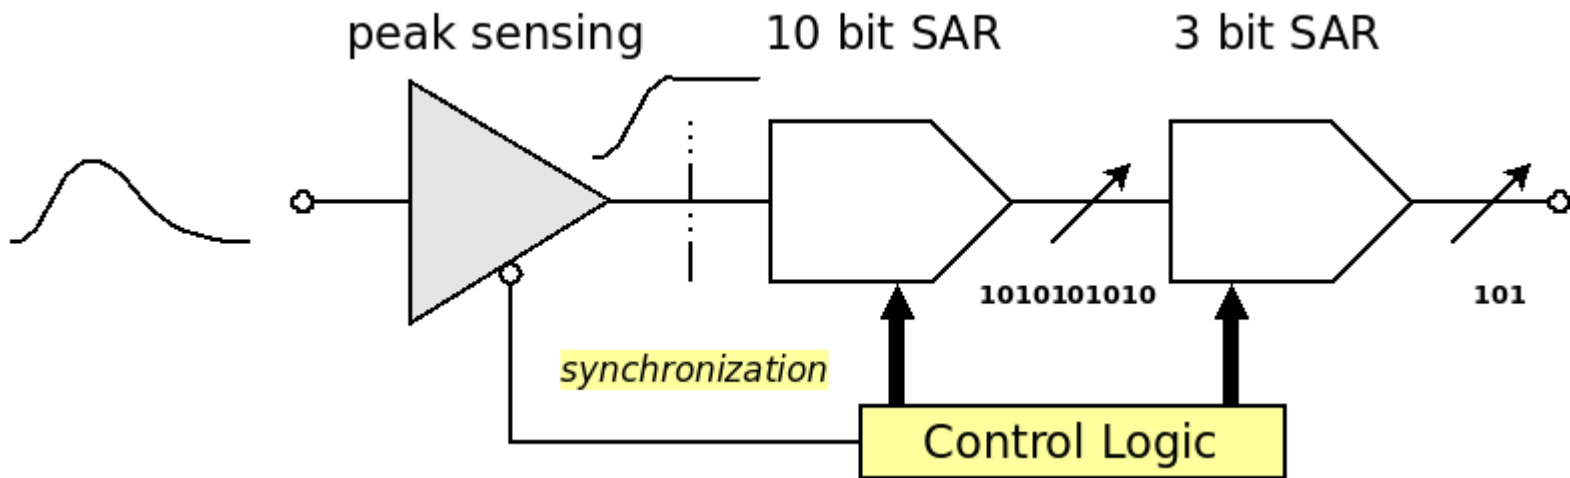 peak sensing
10 bit SAR
3 bit SAR
1010101010
101
synchronization
Control Logic